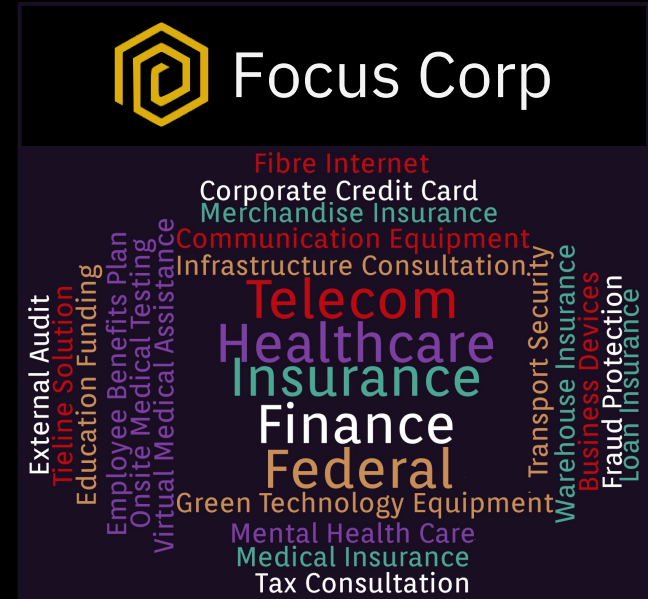 Focus Corp
Fibre Internet
Corporate Credit Card
Merchandise Insurance
Communication Equipment
Infrastructure Consultation
Telecom
Healthcare
Insurance
Finance
Federal
Green Technology Equipment
Mental Health Care
Medical Insurance
Tax Consultation
External Audit
Tieline Solution
Education Funding
Employee Benefits Plan
Onsite Medical Testing
Virtual Medical Assistance
Transport Security
Warehouse Insurance
Business Devices
Fraud Protection
Loan Insurance